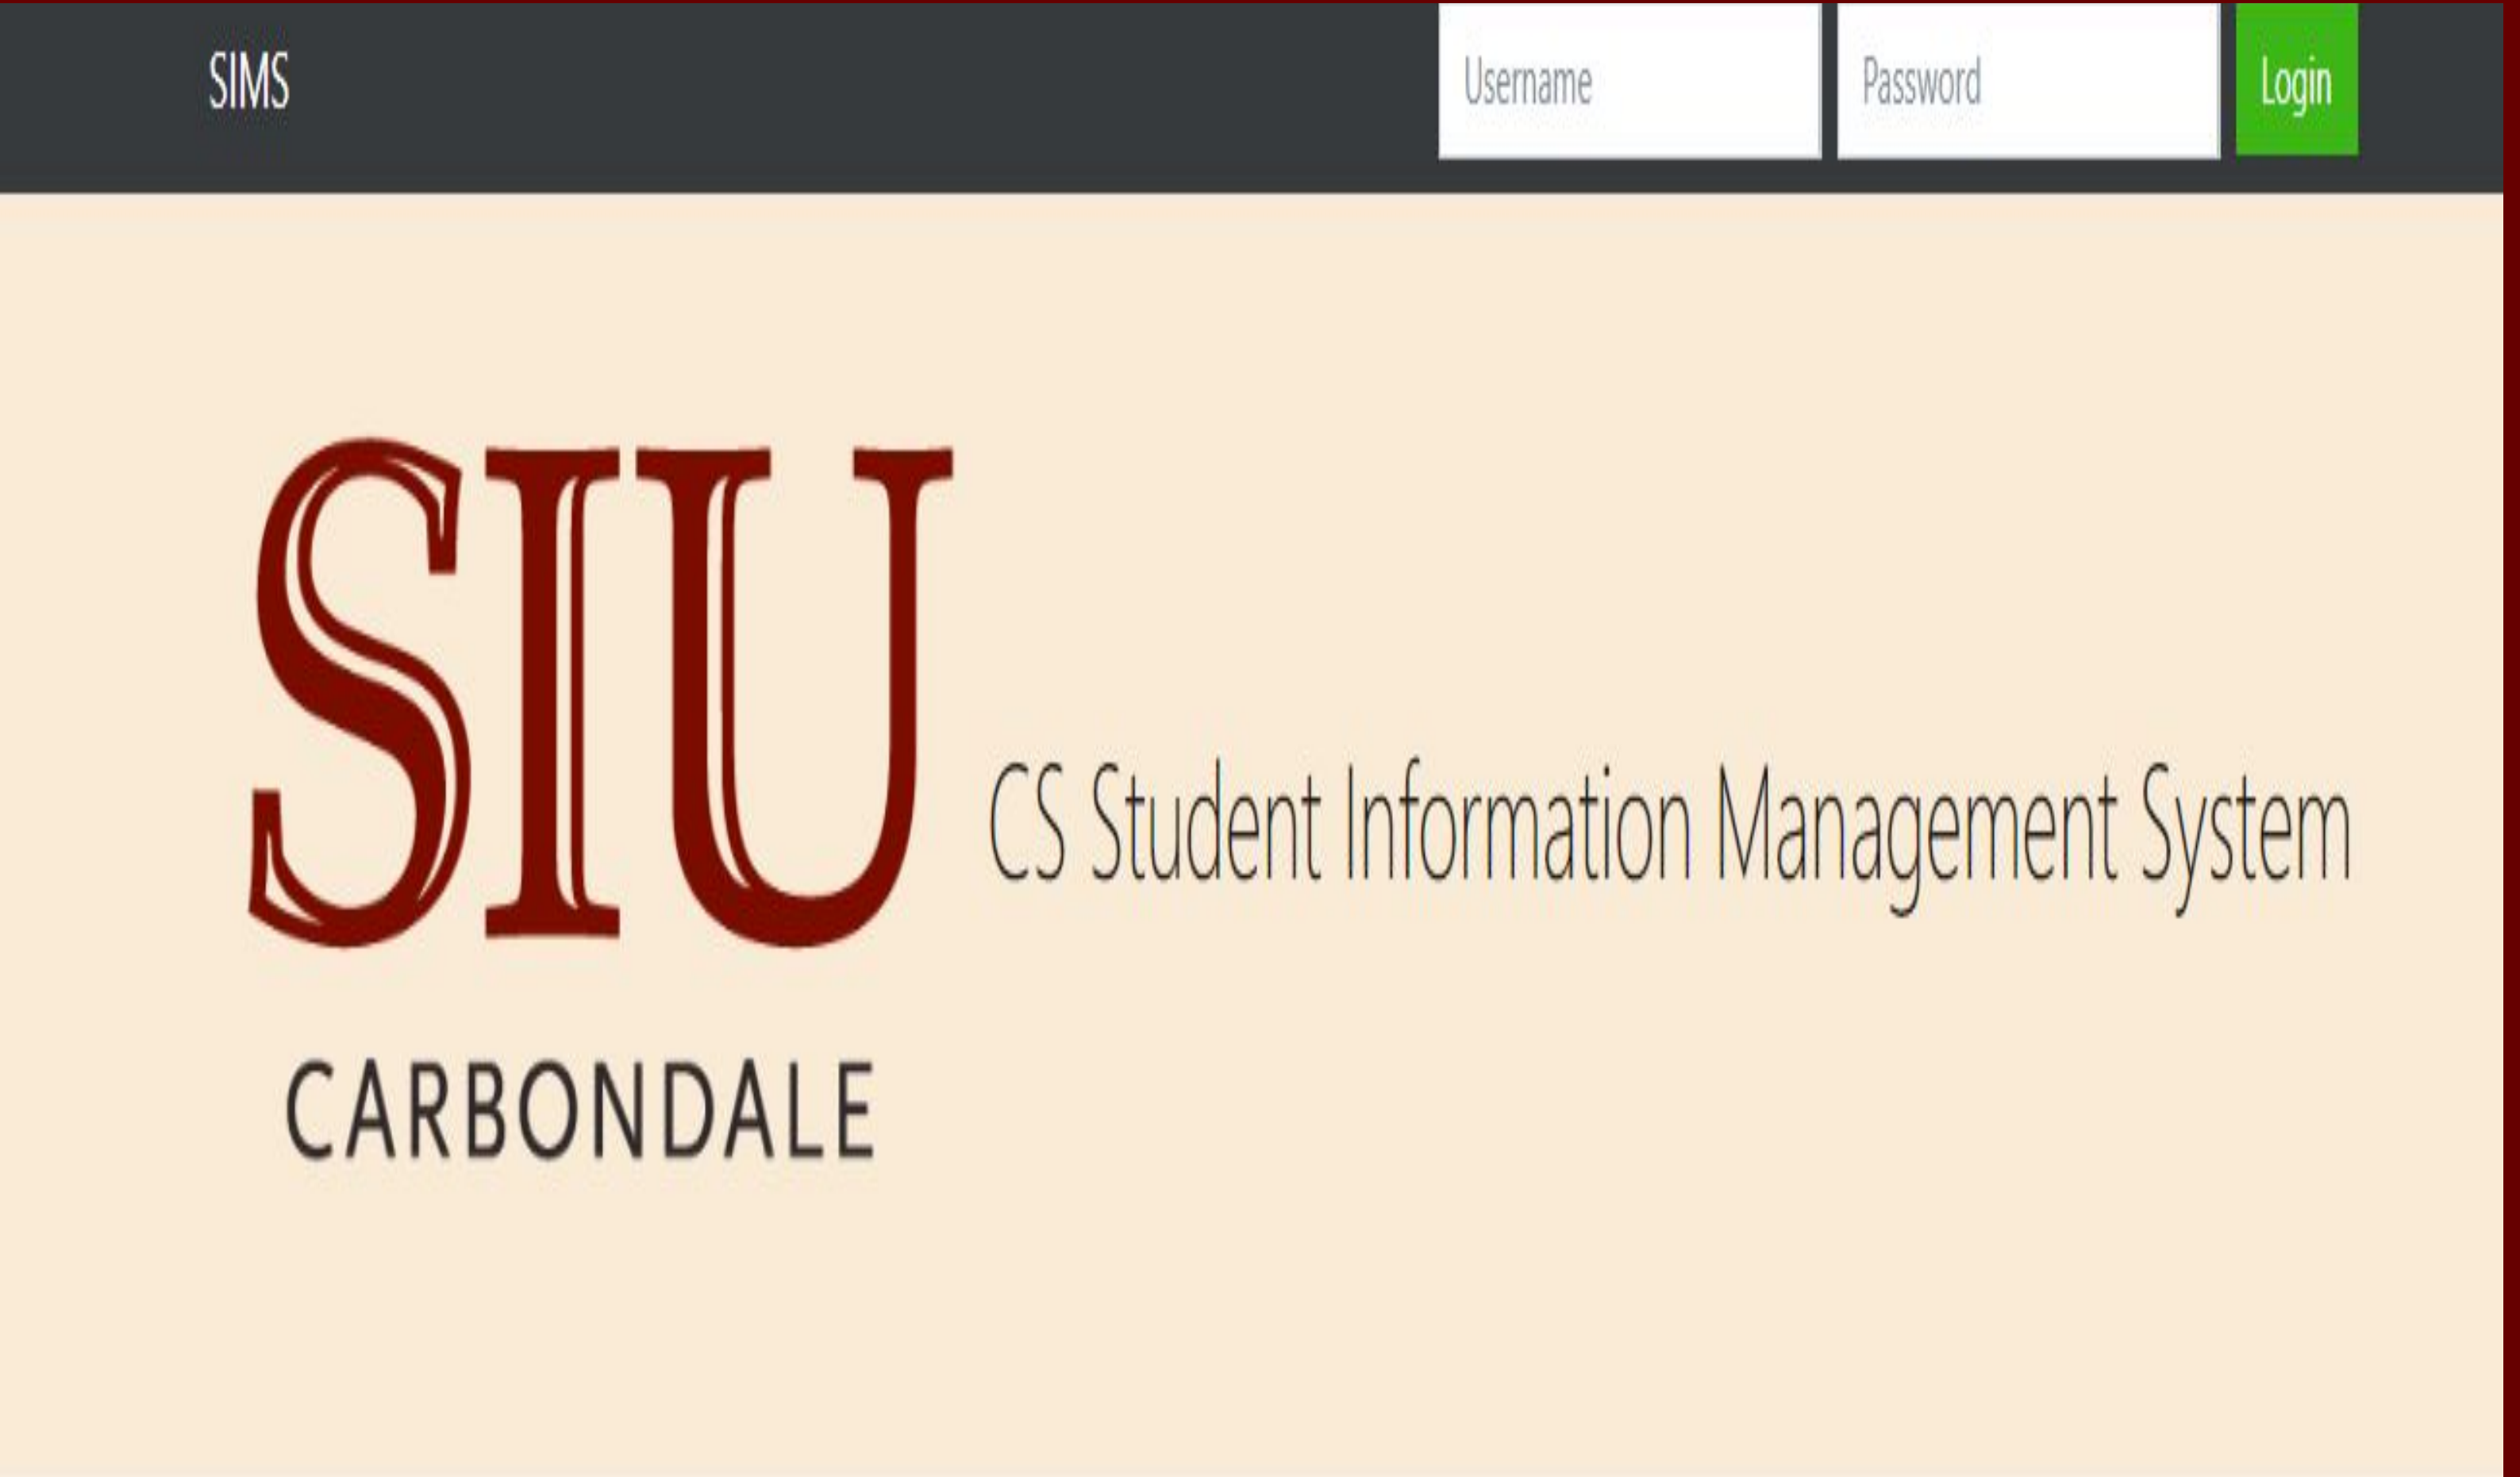 SIMS
Username
Password
Login
SIU
CS Student Information Management System
CARBONDALE